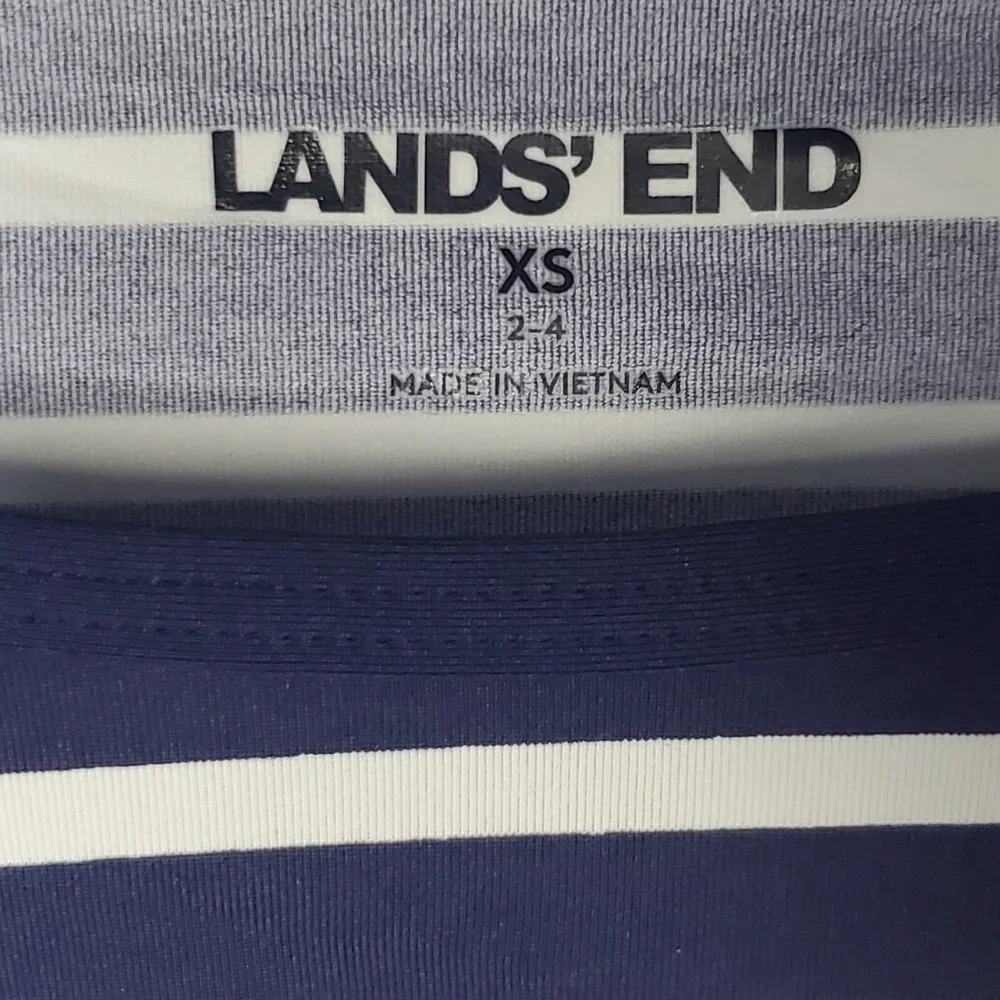 LANDS' END
XS
2-4
MADE IN VIETNAM